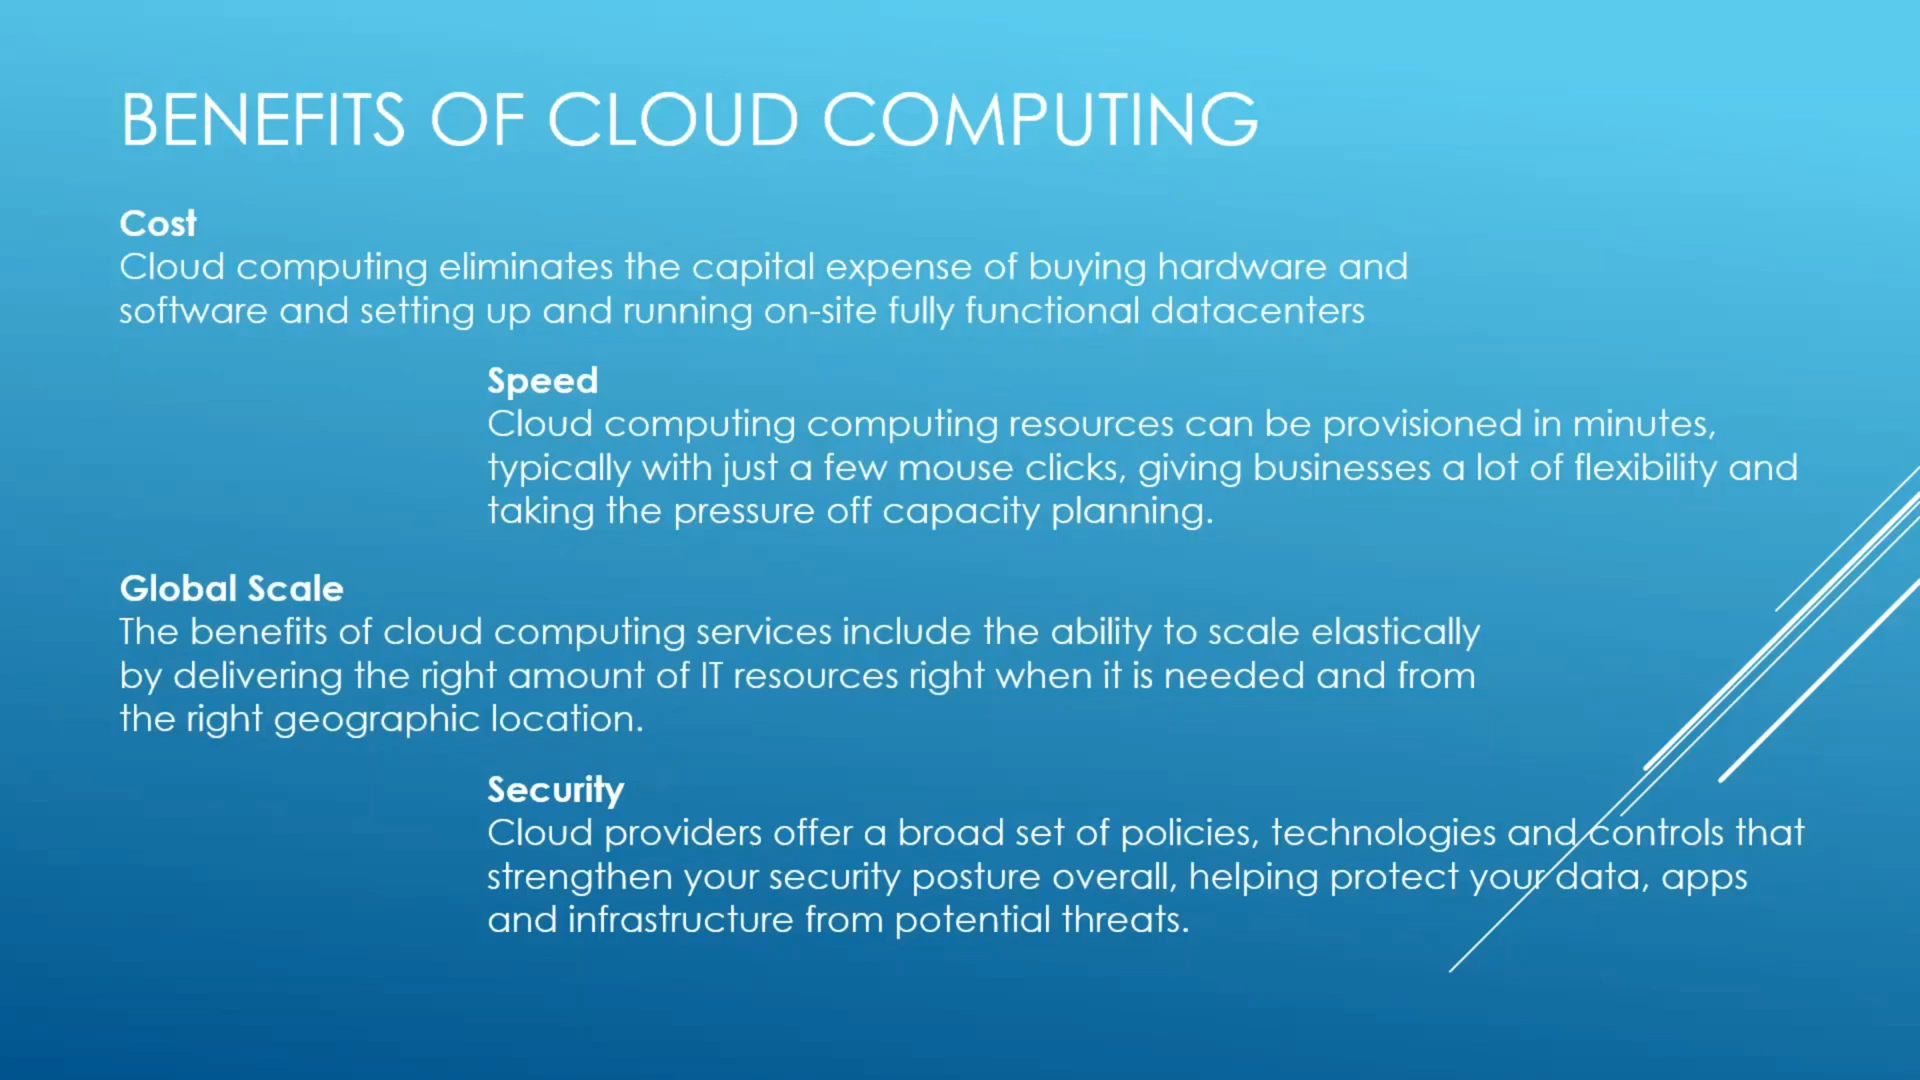 BENEFITS OF CLOUD COMPUTING
Cost
Cloud computing eliminates the capital expense of buying hardware and
software and setting up and running on-site fully functional datacenters
Speed
Cloud computing computing resources can be provisioned in minutes,
typically with just a few mouse clicks, giving businesses a lot of flexibility and
taking the pressure off capacity planning.
Global Scale
The benefits of cloud computing services include the ability to scale elastically
by delivering the right amount of IT resources right when it is needed and from
the right geographic location.
Security
Cloud providers offer a broad set of policies, technologies and controls that
strengthen your security posture overall, helping protect your data, apps
and infrastructure from potential threats.